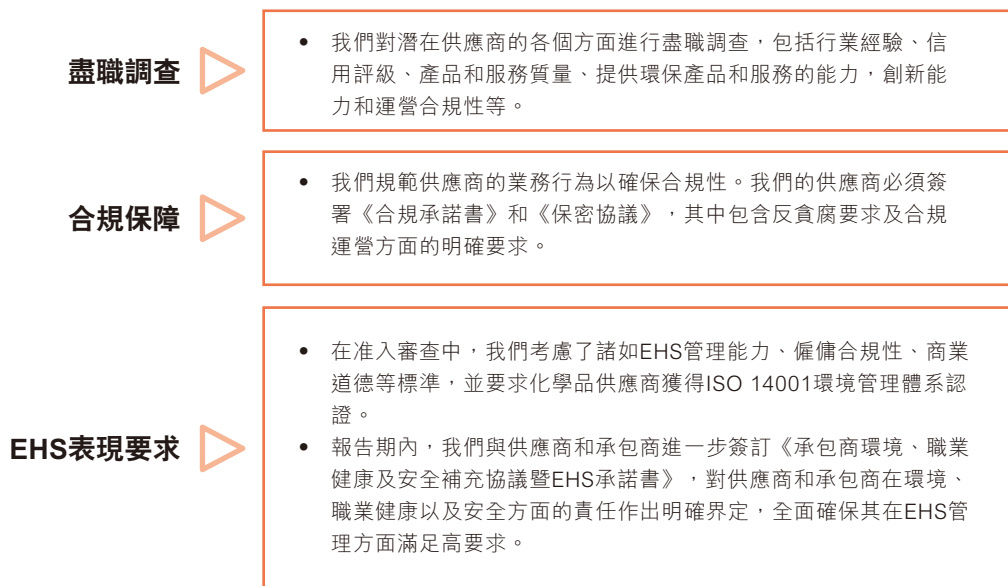 盡職調查
• 我們對潛在供應商的各個方面進行盡職調查，包括行業經驗、信
用評級、產品和服務質量、提供環保產品和服務的能力，創新能
力和運營合規性等。
合規保障
• 我們規範供應商的業務行為以確保合規性。我們的供應商必須簽
署《合規承諾書》和《保密協議》，其中包含反貪腐要求及合規
運營方面的明確要求。
EHS表現要求
• 在准入審查中，我們考慮了諸如EHS管理能力、僱傭合規性、商業
道德等標準，並要求化學品供應商獲得ISO 14001環境管理體系認
證。
• 報告期內，我們與供應商和承包商進一步簽訂《承包商環境、職業
健康及安全補充協議暨EHS承諾書》，對供應商和承包商在環境、
職業健康以及安全方面的責任作出明確界定，全面確保其在EHS管
理方面滿足高要求。